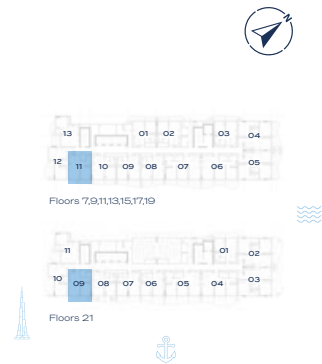 N
13 01 02 03 04
12 11 10 09 08 07 06 05
Floors 7,9,11,13,15,17,19
11 01 02
10 09 08 07 06 05 04 03
Floors 21